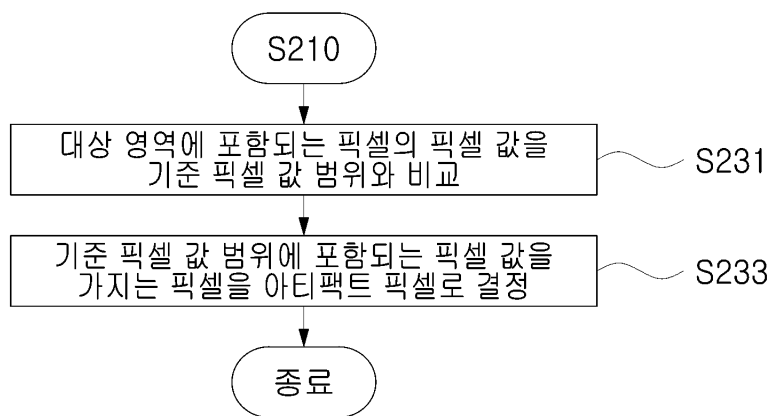 S210
대상 영역에 포함되는 픽셀의 픽셀 값을
기준 픽셀 값 범위와 비교
S231
기준 픽셀 값 범위에 포함되는 픽셀 값을
가지는 픽셀을 아티팩트 픽셀로 결정
S233
종료